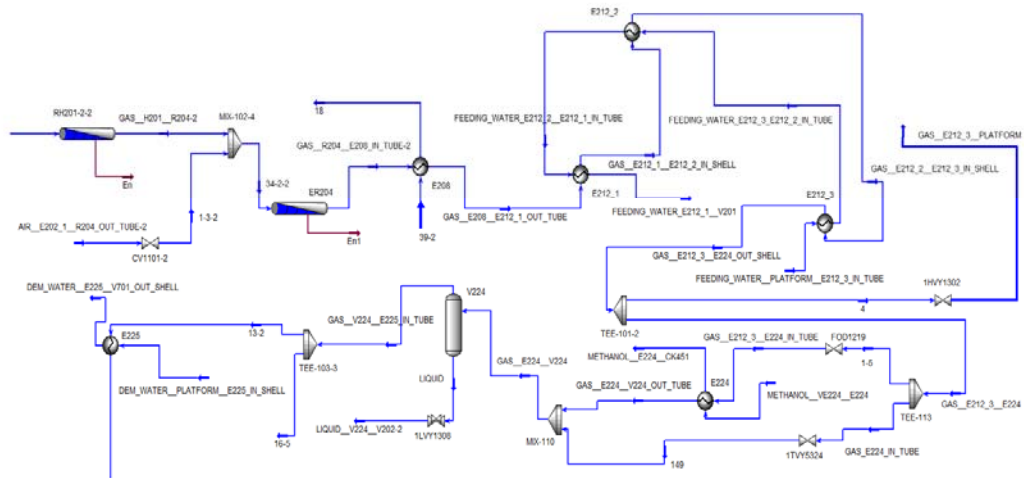 E212_2
RH201-2-2
GAS__H201__R204-2
MIX-102-4
18
FEEDING_WATER_E212_2__E212_1_IN_TUBE
FEEDING_WATER_E212_3_E212_2_IN_TUBE
GAS__E212_3__PLATFORM
GAS__R204__E208_IN_TUBE-2
GAS__E212_1__E212_2_IN_SHELL
GAS__E212_2__E212_3_IN_SHELL
En
34-2-2
ER204
E208
E212_1
E212_3
1-3-2
GAS__E208__E212_1_OUT_TUBE
FEEDING_WATER_E212_1__V201
AIR__E202_1__R204_OUT_TUBE-2
En1
39-2
CV1101-2
GAS__E212_3__E224_OUT_SHELL
FEEDING_WATER__PLATFORM__E212_3_IN_TUBE
DEM_WATER__E225__V701_OUT_SHELL
V224
1HVY1302
GAS__V224__E225_IN_TUBE
4
13-2
TEE-101-2
E225
GAS__E212_3__E224_IN_TUBE
FOD1219
TEE-103-3
METHANOL__E224__CK451
1-5
GAS__E224__V224
LIQUID
GAS__E224__V224_OUT_TUBE
E224
DEM_WATER__PLATFORM__E225_IN_SHELL
METHANOL__VE224__E224
GAS__E212_3__E224
TEE-113
LIQUID__V224__V202-2
1LVY1308
MIX-110
16-5
149
1TVY5324
GAS_E224_IN_TUBE